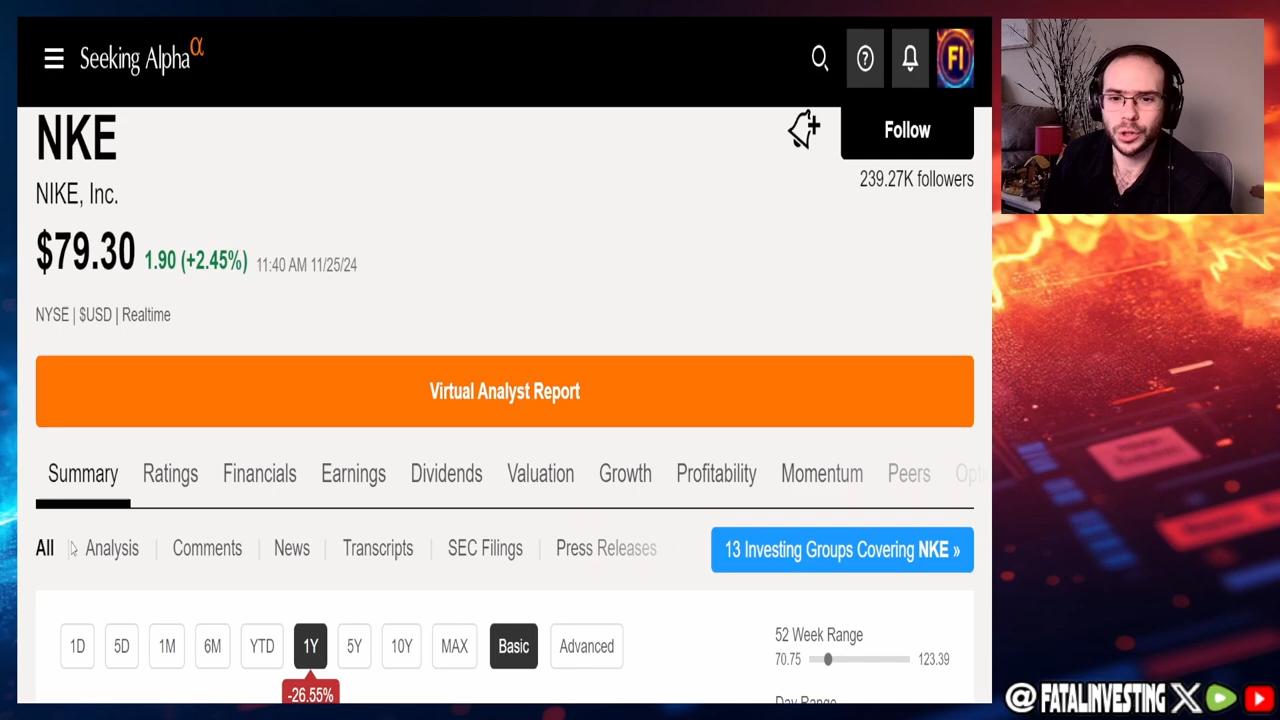 Seeking Alpha α
FI
NKE
Follow
239.27K followers
NIKE, Inc.
$79.30 1.90 (+2.45%) 11:40 AM 11/25/24
NYSE | $USD | Realtime
Virtual Analyst Report
Summary Ratings Financials Earnings Dividends Valuation Growth Profitability Momentum Peers
All | Analysis | Comments | News | Transcripts | SEC Filings | Press Releases
13 Investing Groups Covering NKE »
1D 5D 1M 6M YTD 1Y 5Y 10Y MAX Basic Advanced
-26.55%
52 Week Range
70.75 123.39
Day Range
@FATALINVESTING X